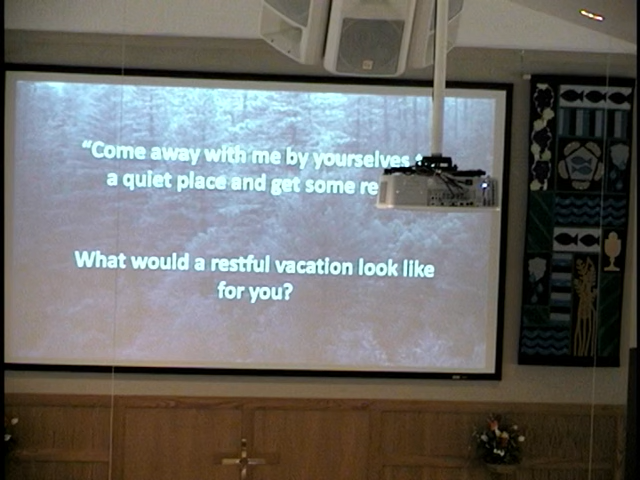 “Come away with me by yourselves
a quiet place and get some
What would a restful vacation look like
for you?